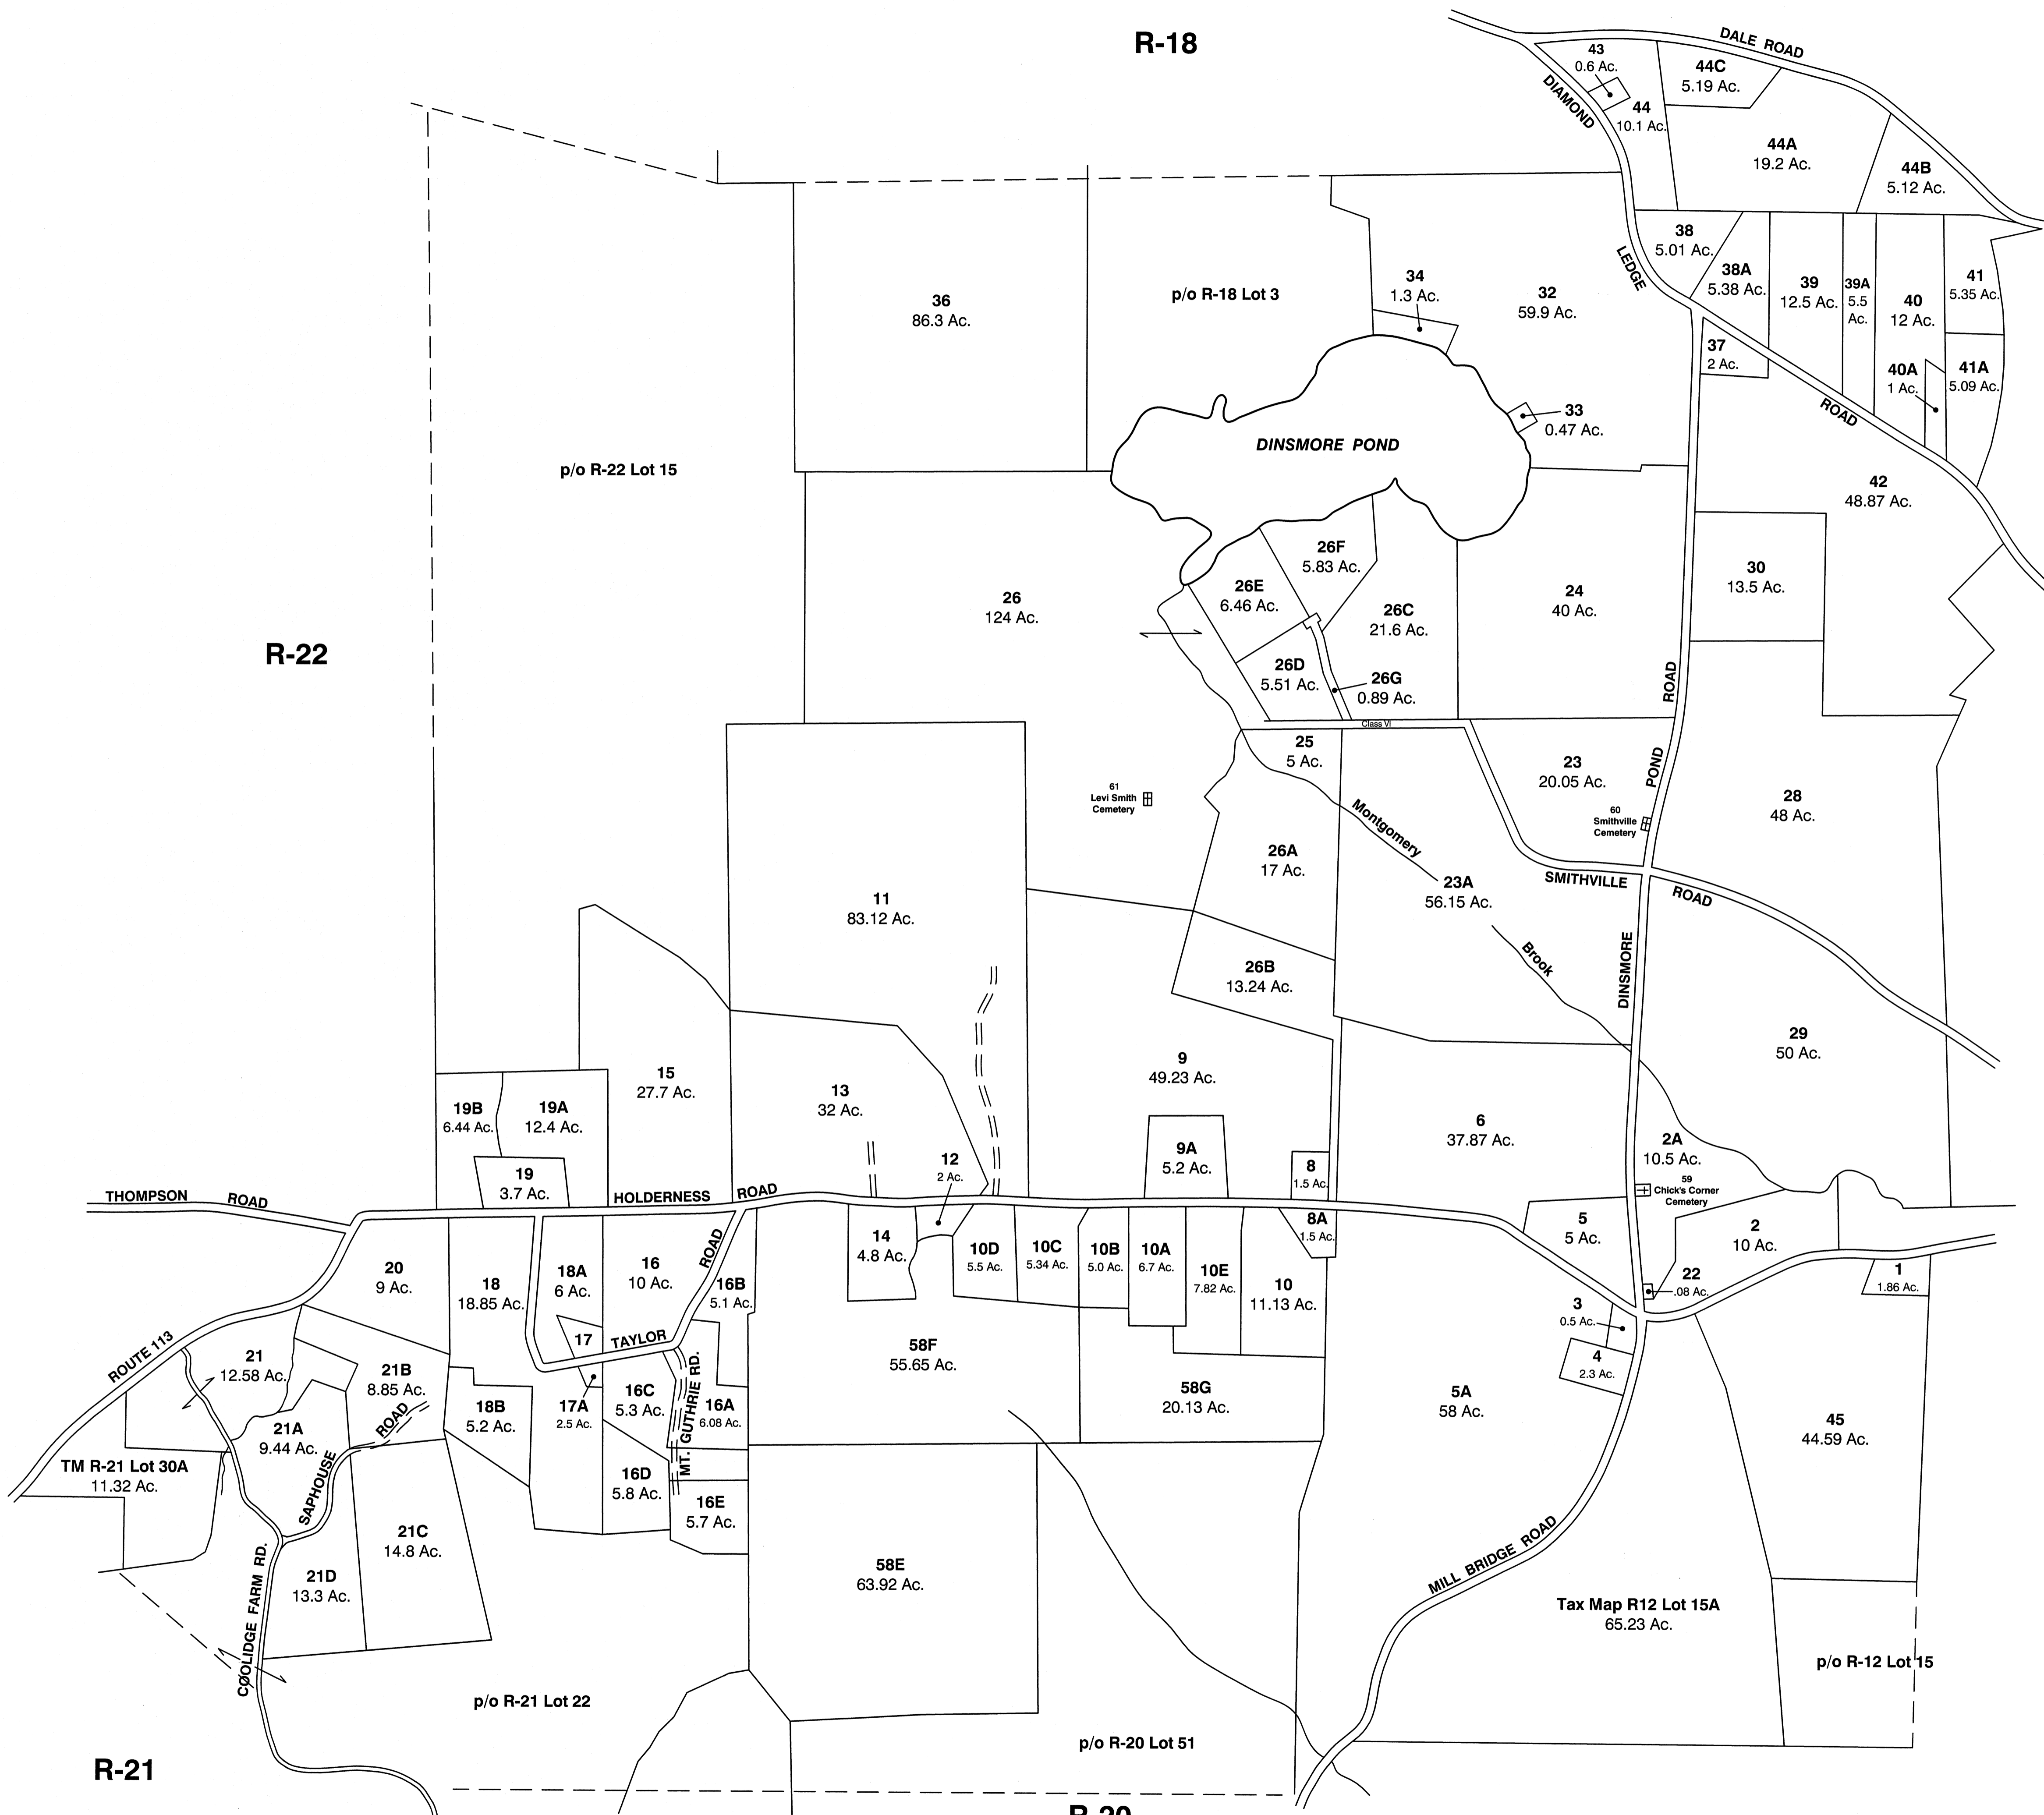 R-18
DALE ROAD
43
0.6 Ac.
44C
5.19 Ac.
DIAMOND
44
10.1 Ac.
44A
19.2 Ac.
44B
5.12 Ac.
38
5.01 Ac.
LEDGE
38A
5.38 Ac.
39
12.5 Ac.
39A
5.5
Ac.
40
12 Ac.
41
5.35 Ac.
36
86.3 Ac.
p/o R-18 Lot 3
34
1.3 Ac.
32
59.9 Ac.
37
2 Ac.
40A
1 Ac.
41A
5.09 Ac.
ROAD
33
0.47 Ac.
DINSMORE POND
p/o R-22 Lot 15
42
48.87 Ac.
26F
5.83 Ac.
26E
6.46 Ac.
26
124 Ac.
26C
21.6 Ac.
24
40 Ac.
30
13.5 Ac.
R-22
26D
5.51 Ac.
26G
0.89 Ac.
ROAD
Class VI
25
5 Ac.
23
20.05 Ac.
POND
61
Levi Smith
Cemetery
60
Smithville
Cemetery
28
48 Ac.
Montgomery
26A
17 Ac.
23A
56.15 Ac.
SMITHVILLE
ROAD
11
83.12 Ac.
26B
13.24 Ac.
Brook
DINSMORE
29
50 Ac.
15
27.7 Ac.
13
32 Ac.
9
49.23 Ac.
19B
6.44 Ac.
19A
12.4 Ac.
6
37.87 Ac.
2A
10.5 Ac.
19
3.7 Ac.
12
2 Ac.
9A
5.2 Ac.
8
1.5 Ac.
59
Chick's Corner
Cemetery
THOMPSON
ROAD
HOLDERNESS
ROAD
8A
1.5 Ac.
5
5 Ac.
2
10 Ac.
14
4.8 Ac.
10D
5.5 Ac.
10C
5.34 Ac.
10B
5.0 Ac.
10A
6.7 Ac.
10E
7.82 Ac.
10
11.13 Ac.
20
9 Ac.
18
18.85 Ac.
18A
6 Ac.
16
10 Ac.
ROAD
16B
5.1 Ac.
22
.08 Ac.
1
1.86 Ac.
3
0.5 Ac.
17
TAYLOR
ROUTE 113
21
12.58 Ac.
21B
8.85 Ac.
58F
55.65 Ac.
4
2.3 Ac.
18B
5.2 Ac.
17A
2.5 Ac.
16C
5.3 Ac.
MT. GUTHRIE RD.
16A
6.08 Ac.
58G
20.13 Ac.
5A
58 Ac.
45
44.59 Ac.
21A
9.44 Ac.
ROAD
TM R-21 Lot 30A
11.32 Ac.
SAPHOUSE
16D
5.8 Ac.
16E
5.7 Ac.
21C
14.8 Ac.
21D
13.3 Ac.
COOLIDGE FARM RD.
58E
63.92 Ac.
MILL BRIDGE ROAD
Tax Map R12 Lot 15A
65.23 Ac.
p/o R-12 Lot 15
p/o R-21 Lot 22
p/o R-20 Lot 51
R-21
R-20